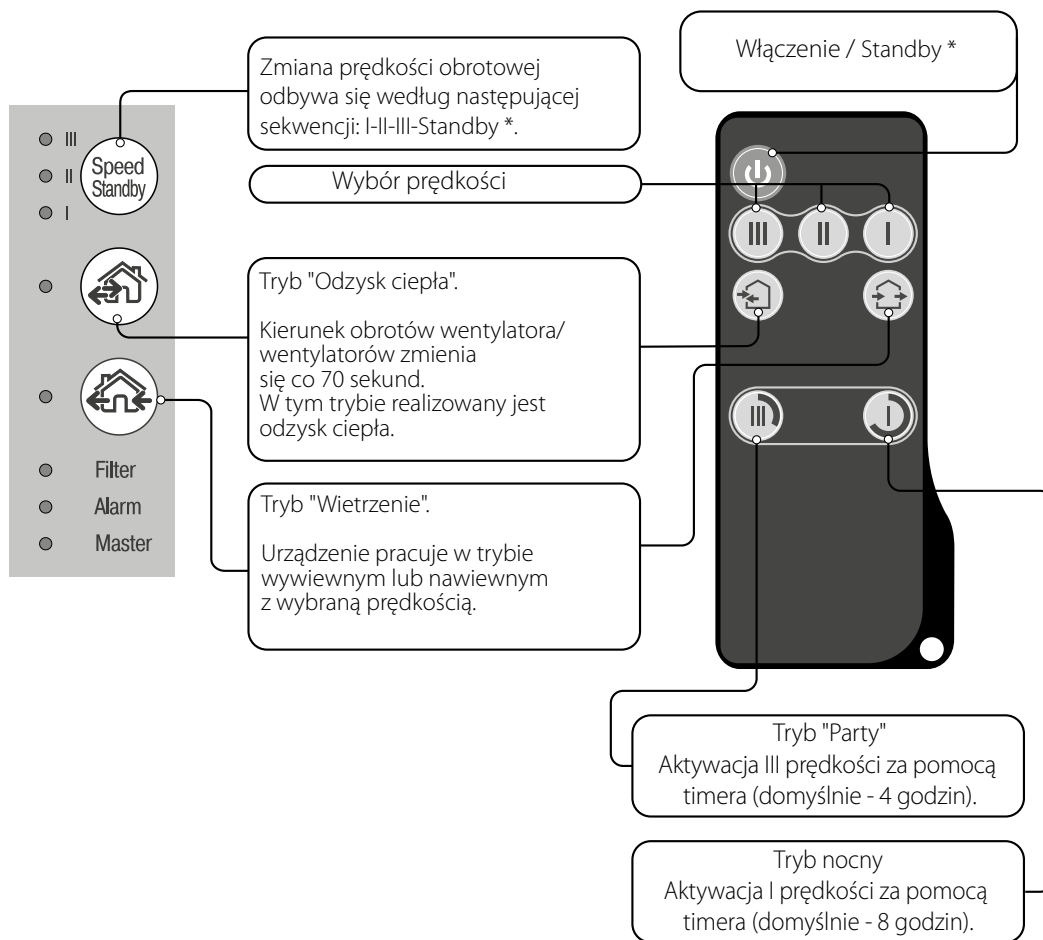 Włączenie / Standby *
Zmiana prędkości obrotowej
odbywa się według następującej
sekwencji: I-II-III-Standby *.
III
II
I
Speed
Standby
Wybór prędkości
III
II
I
Tryb "Odzysk ciepła".
Kierunek obrotów wentylatora/
wentylatorów zmienia
się co 70 sekund.
W tym trybie realizowany jest
odzysk ciepła.
III
I
Filter
Alarm
Master
Tryb "Wietrzenie".
Urządzenie pracuje w trybie
wywiewnym lub nawiewnym
z wybraną prędkością.
Tryb "Party"
Aktywacja III prędkości za pomocą
timera (domyślnie - 4 godzin).
Tryb nocny
Aktywacja I prędkości za pomocą
timera (domyślnie - 8 godzin).